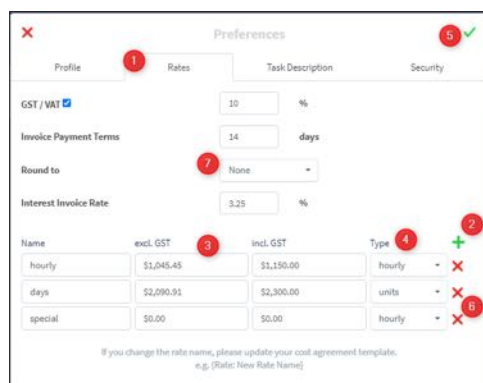 Preferences
5
1
Profile Rates Task Description Security
GST / VAT 10 %
Invoice Payment Terms 14 days
Round to 7 None
Interest Invoice Rate 3.25 %
2
Name excl. GST 3 incl. GST Type 4
hourly $1,045.45 $1,150.00 hourly
days $2,090.91 $2,300.00 units
6
special $0.00 $0.00 hourly
If you change the rate name, please update your cost agreement template.
e.g. {Rate: New Rate Name}